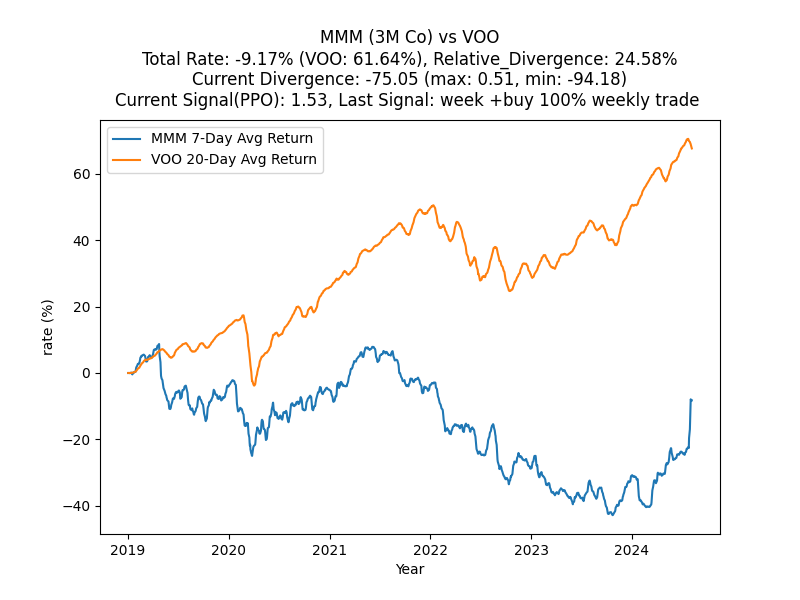 MMM (3M Co) vs VOO
Total Rate: -9.17% (VOO: 61.64%), Relative_Divergence: 24.58%
Current Divergence: -75.05 (max: 0.51, min: -94.18)
Current Signal(PPO): 1.53, Last Signal: week +buy 100% weekly trade
MMM 7-Day Avg Return
VOO 20-Day Avg Return
60
40
20
0
−20
−40
rate (%)
2019 2020 2021 2022 2023 2024
Year